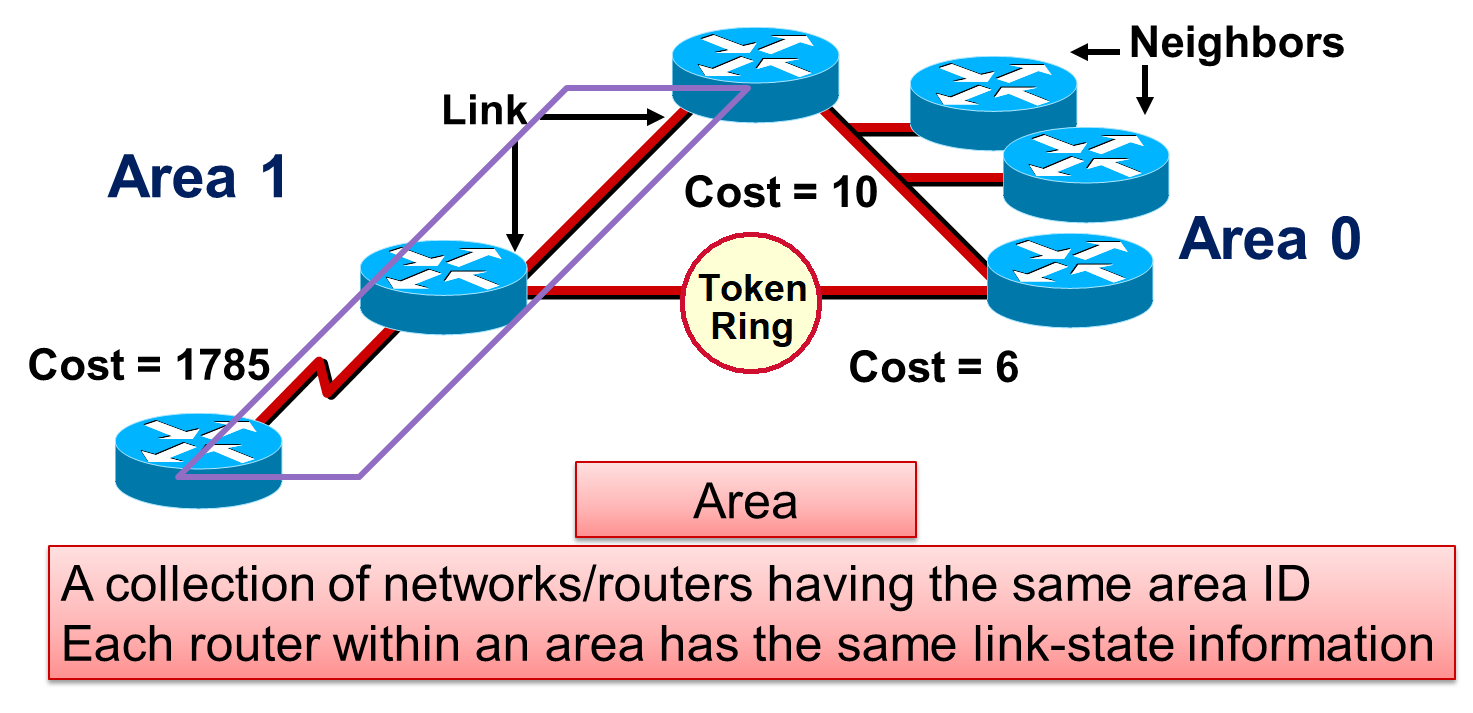 Neighbors
Link
Area 1
Cost = 10
Area 0
Token
Ring
Cost = 1785
Cost = 6
Area
A collection of networks/routers having the same area ID
Each router within an area has the same link-state information